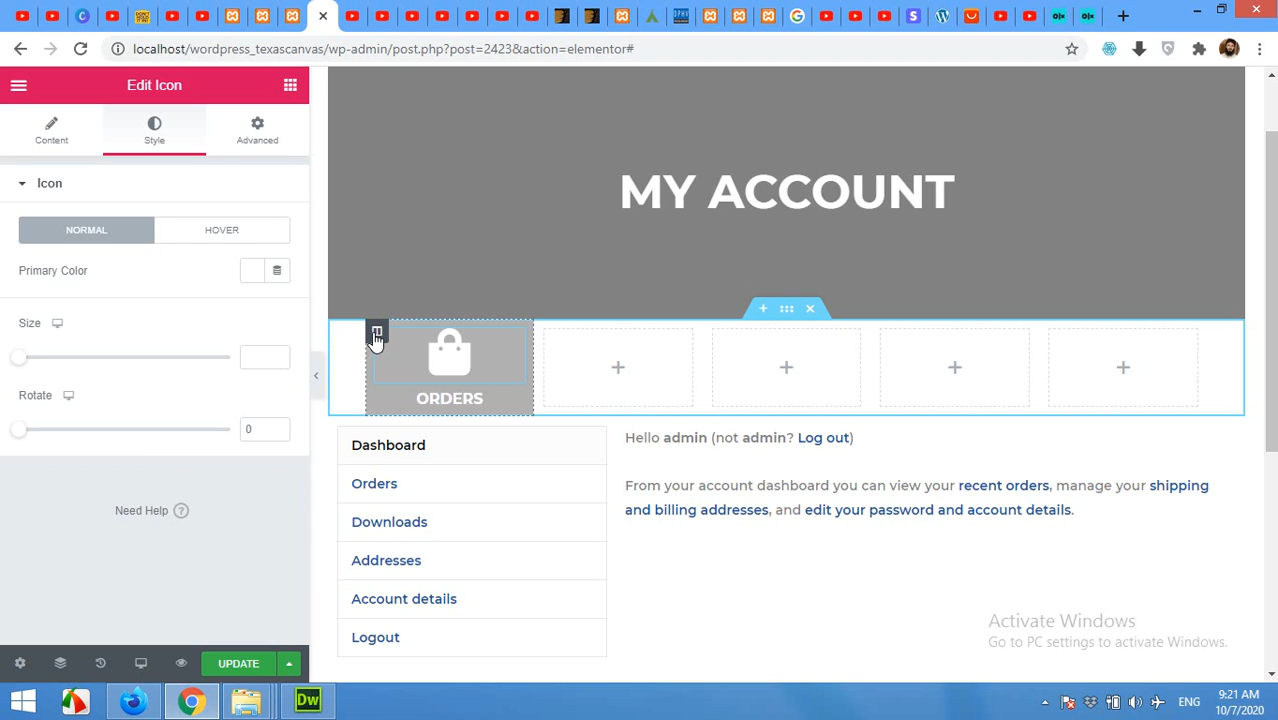 localhost/wordpress_texascanvas/wp-admin/post.php?post=2423&action=elementor#
Edit Icon
Content
Style
Advanced
Icon
NORMAL
HOVER
Primary Color
Size
Rotate
0
Need Help
UPDATE
MY ACCOUNT
ORDERS
Dashboard
Orders
Downloads
Addresses
Account details
Logout
Hello admin (not admin? Log out)
From your account dashboard you can view your recent orders, manage your shipping
and billing addresses, and edit your password and account details.
Activate Windows
Go to PC settings to activate Windows.
Dw
ENG
9:21 AM
10/7/2020